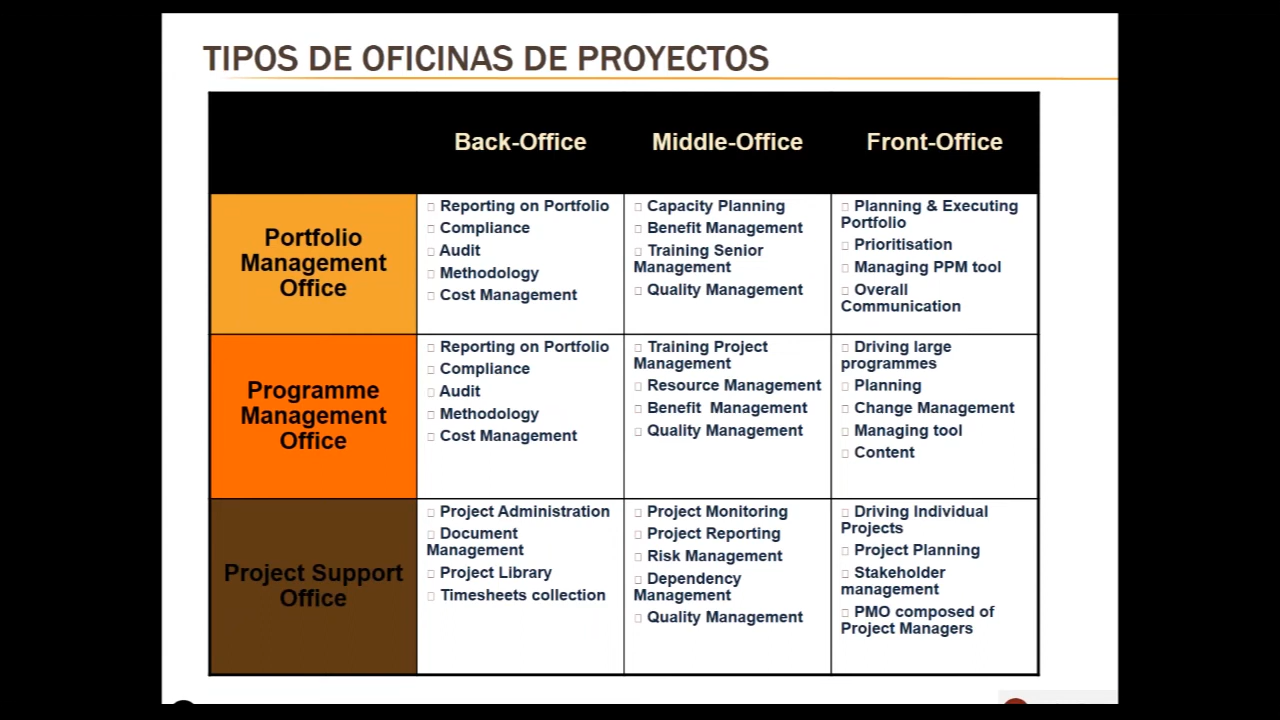 TIPOS DE OFICINAS DE PROYECTOS
Back-Office
Middle-Office
Front-Office
Portfolio
Management
Office
Reporting on Portfolio
Compliance
Audit
Methodology
Cost Management
Capacity Planning
Benefit Management
Training Senior
Management
Quality Management
Planning & Executing
Portfolio
Prioritisation
Managing PPM tool
Overall
Communication
Programme
Management
Office
Reporting on Portfolio
Compliance
Audit
Methodology
Cost Management
Training Project
Management
Resource Management
Benefit  Management
Quality Management
Driving large
programmes
Planning
Change Management
Managing tool
Content
Project Support
Office
Project Administration
Document
Management
Project Library
Timesheets collection
Project Monitoring
Project Reporting
Risk Management
Dependency
Management
Quality Management
Driving Individual
Projects
Project Planning
Stakeholder
management
PMO composed of
Project Managers